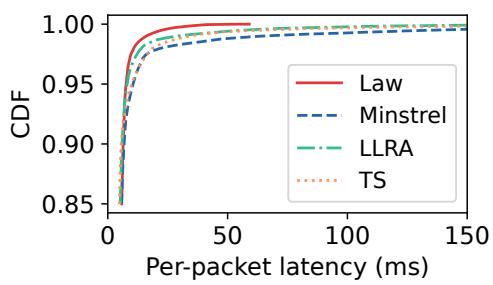 1.00
0.95
0.90
0.85
CDF
Law
Minstrel
LLRA
TS
0 50 100 150
Per-packet latency (ms)